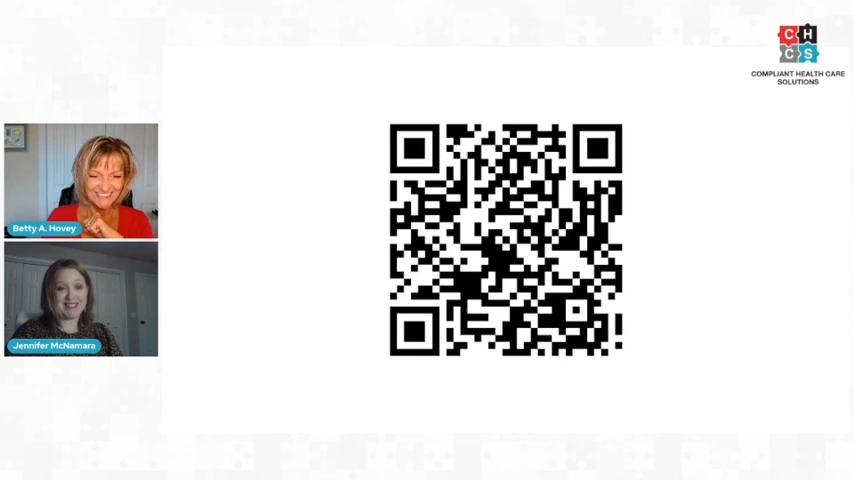 C H
C S
COMPLIANT HEALTH CARE
SOLUTIONS
Betty A. Hovey
Jennifer McNamara